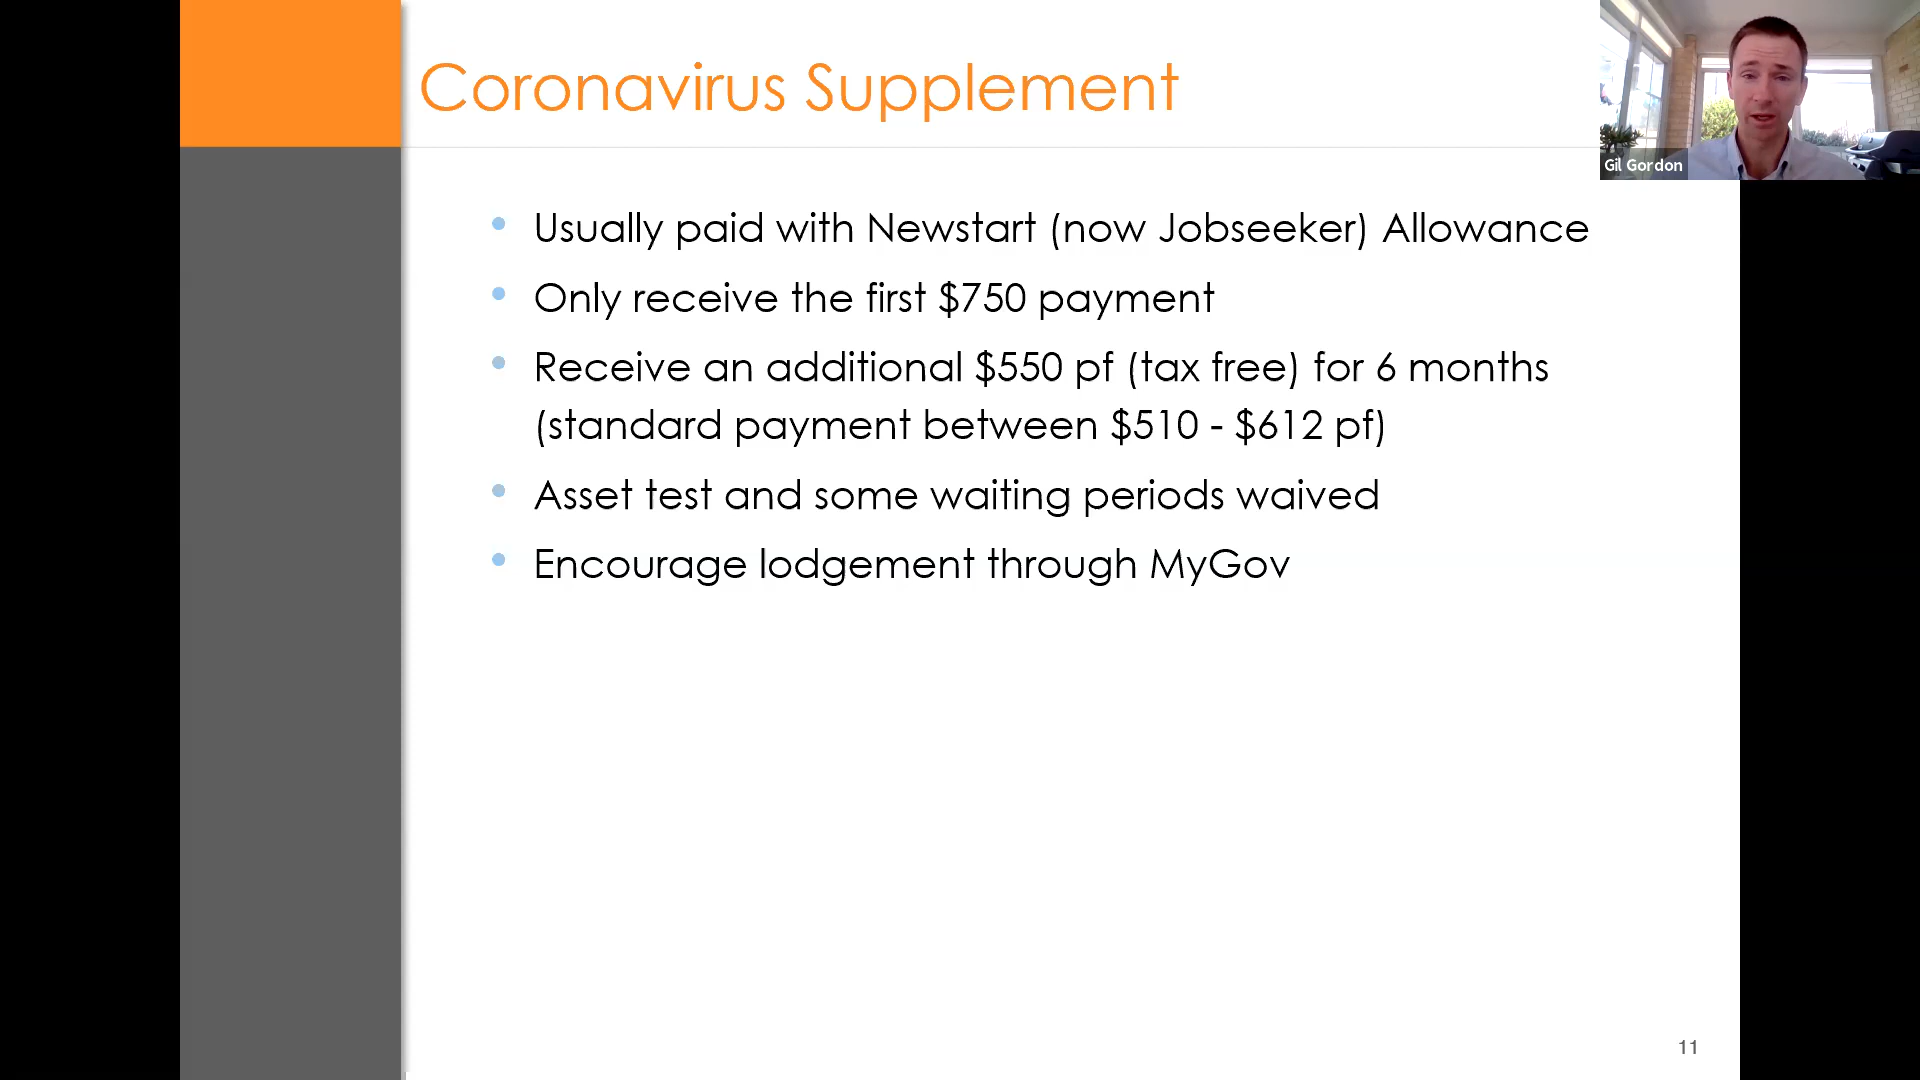 Coronavirus Supplement
Gil Gordon
Usually paid with Newstart (now Jobseeker) Allowance
Only receive the first $750 payment
Receive an additional $550 pf (tax free) for 6 months
(standard payment between $510 - $612 pf)
Asset test and some waiting periods waived
Encourage lodgement through MyGov
11